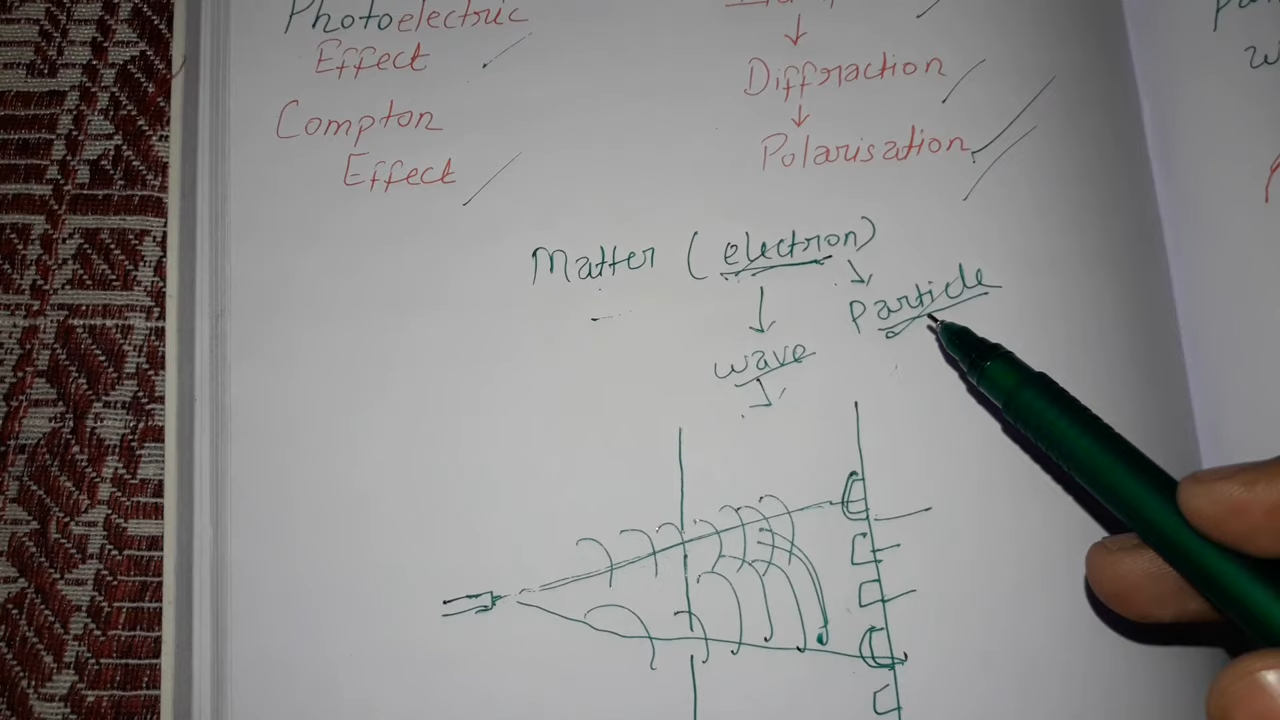 Photoelectric
Effect
Compton
Effect
Diffraction
Polarisation
Matter (electron)
Particle
wave